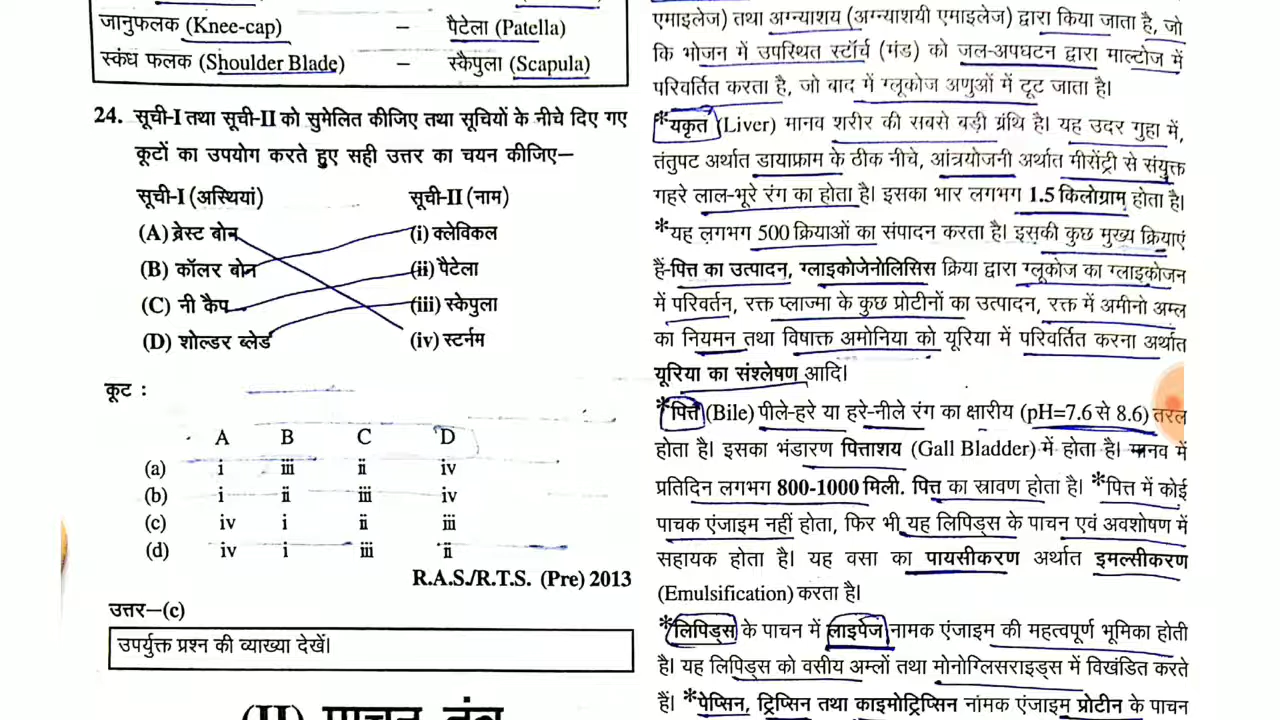 जानुफलक (Knee-cap) – पैटेला (Patella)
स्कंध फलक (Shoulder Blade) – स्कैपुला (Scapula)
24. सूची-I तथा सूची-II को सुमेलित कीजिए तथा सूचियों के नीचे दिए गए
कूटों का उपयोग करते हुए सही उत्तर का चयन कीजिए–
सूची-I (अस्थियां) सूची-II (नाम)
(A) ब्रेस्ट बोन (i) क्लेविकल
(B) कॉलर बोन (ii) पैटेला
(C) नी कैप (iii) स्केपुला
(D) शोल्डर ब्लेड (iv) स्टर्नम
कूट :
A B C D
(a) i iii ii iv
(b) i ii iii iv
(c) iv i ii iii
(d) iv i iii ii
R.A.S./R.T.S. (Pre) 2013
उत्तर–(c)
उपर्युक्त प्रश्न की व्याख्या देखें।
(II) पाचन तंत्र
एमाइलेज) तथा अग्न्याशय (अग्न्याशयी एमाइलेज) द्वारा किया जाता है, जो
कि भोजन में उपस्थित स्टॉर्च (मंड) को जल-अपघटन द्वारा माल्टोज में
परिवर्तित करता है, जो बाद में ग्लूकोज अणुओं में टूट जाता है।
*यकृत (Liver) मानव शरीर की सबसे बड़ी ग्रंथि है। यह उदर गुहा में,
तंतुपट अर्थात डायाफ्राम के ठीक नीचे, आंत्रयोजनी अर्थात मीसेंट्री से संयुक्त
गहरे लाल-भूरे रंग का होता है। इसका भार लगभग 1.5 किलोग्राम होता है।
*यह लगभग 500 क्रियाओं का संपादन करता है। इसकी कुछ मुख्य क्रियाएं
हैं-पित्त का उत्पादन, ग्लाइकोजेनोलिसिस क्रिया द्वारा ग्लूकोज का ग्लाइकोजन
में परिवर्तन, रक्त प्लाज्मा के कुछ प्रोटीनों का उत्पादन, रक्त में अमीनो अम्ल
का नियमन तथा विषाक्त अमोनिया को यूरिया में परिवर्तित करना अर्थात
यूरिया का संश्लेषण आदि।
*पित्त (Bile) पीले-हरे या हरे-नीले रंग का क्षारीय (pH=7.6 से 8.6) तरल
होता है। इसका भंडारण पित्ताशय (Gall Bladder) में होता है। मानव में
प्रतिदिन लगभग 800-1000 मिली. पित्त का स्रावण होता है। *पित्त में कोई
पाचक एंजाइम नहीं होता, फिर भी यह लिपिड्स के पाचन एवं अवशोषण में
सहायक होता है। यह वसा का पायसीकरण अर्थात इमल्सीकरण
(Emulsification) करता है।
*लिपिड्स के पाचन में लाइपेज नामक एंजाइम की महत्वपूर्ण भूमिका होती
है। यह लिपिड्स को वसीय अम्लों तथा मोनोग्लिसराइड्स में विखंडित करते
हैं। *पेप्सिन, ट्रिप्सिन तथा काइमोट्रिप्सिन नांमक एंजाइम प्रोटीन के पाचन